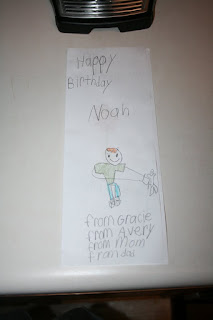 Happy
Birthday
Noah
from Gracie
from Avery
from Mom
from dad